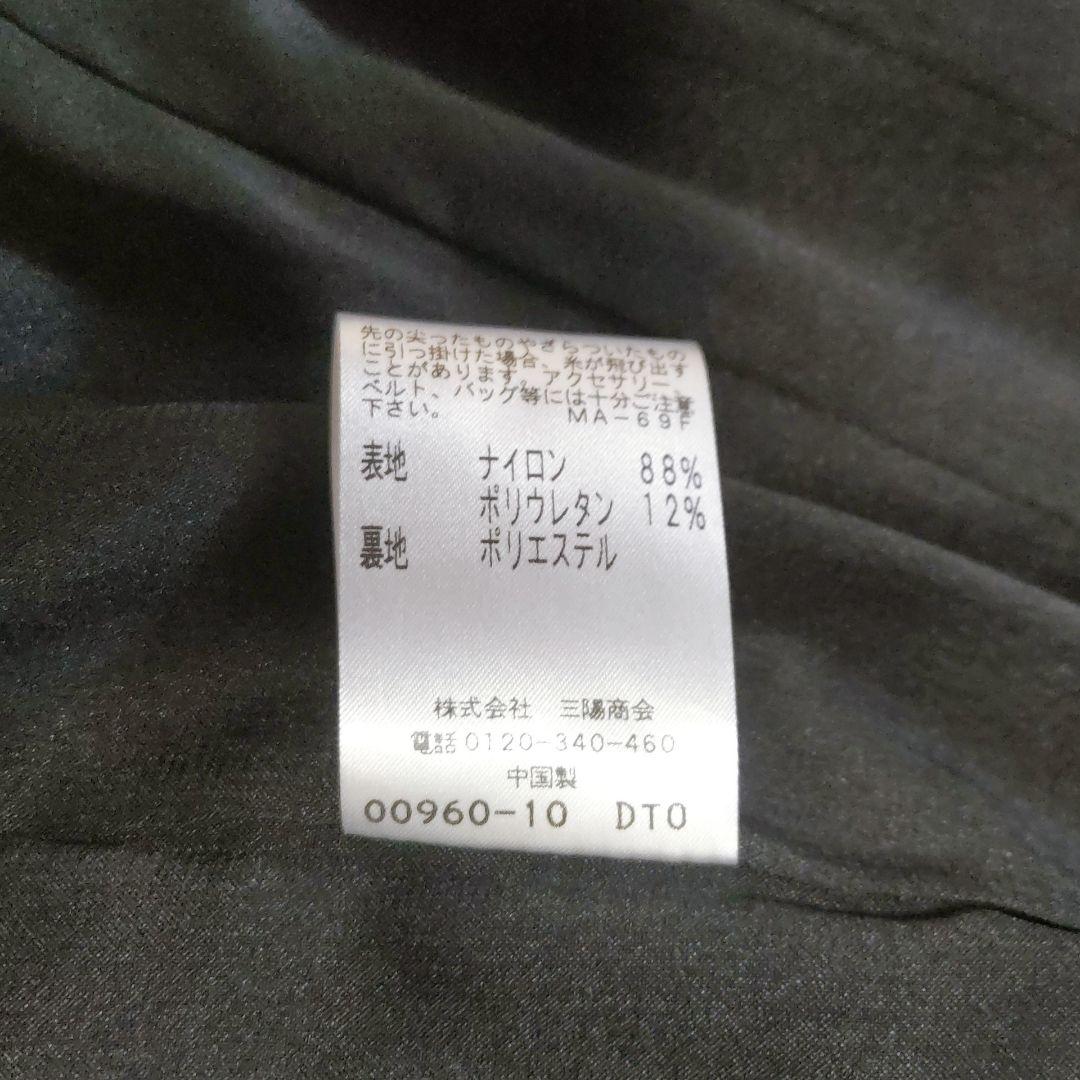 先の尖ったものやざらついたもの
に引っ掛けた場合、糸が飛び出す
ことがあります。アクセサリー、
ベルト、バッグ等には十分ご注意
下さい。 MA-69F
表地 ナイロン 88%
ポリウレタン 12%
裏地 ポリエステル
株式会社 三陽商会
電話 0120-340-460
中国製
00960-10 DT0